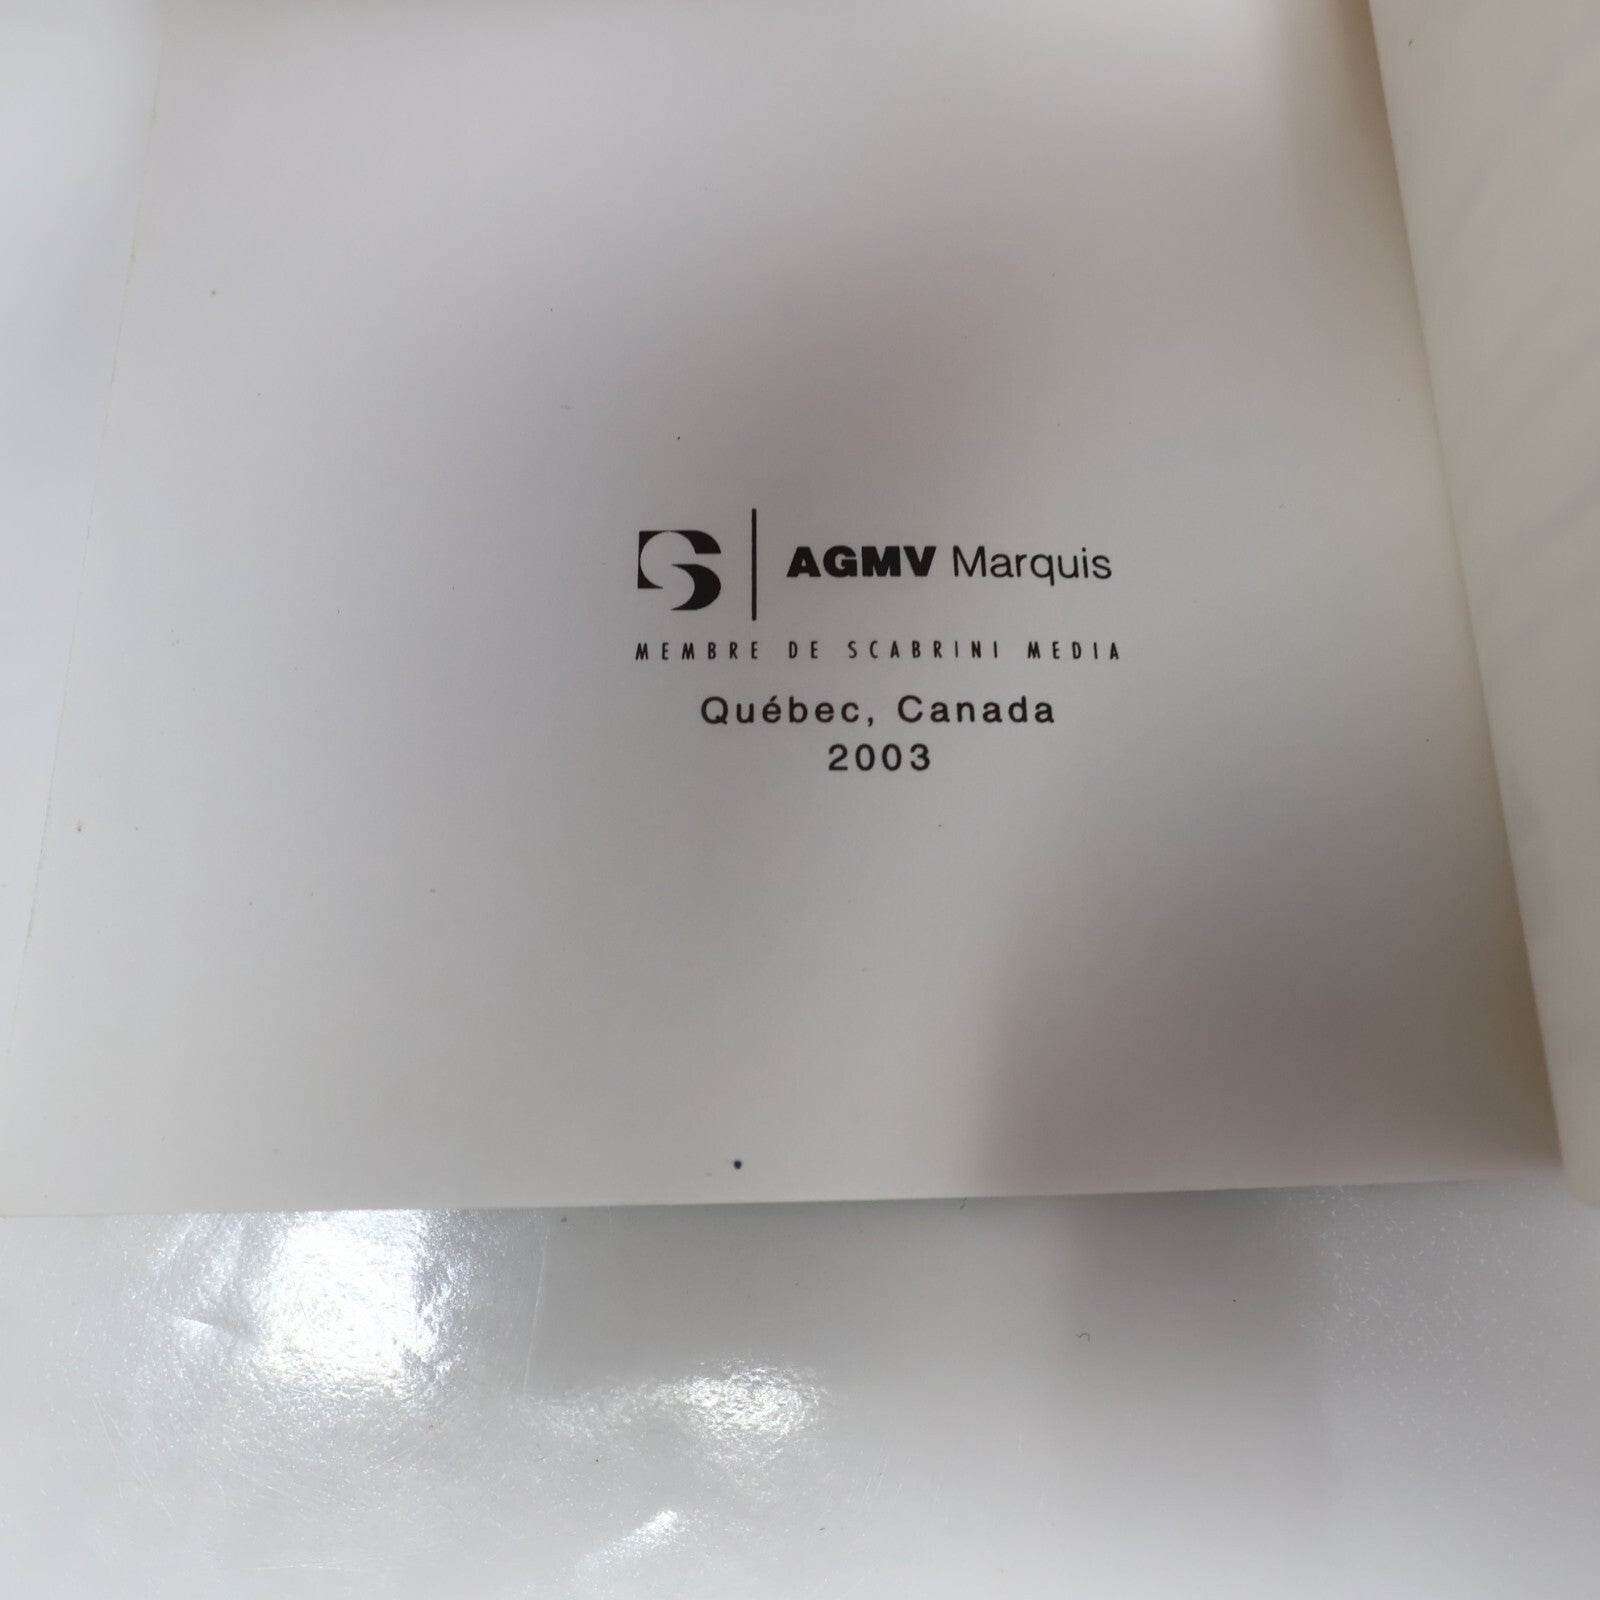 AGMV Marquis
MEMBRE DE SCABRINI MEDIA
Québec, Canada
2003